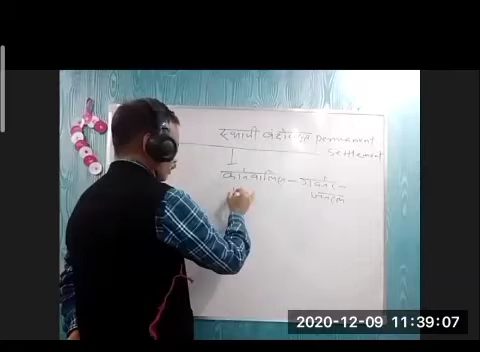 स्थायी बंदोबस्त permanent
settlement
I
कार्नवालिस – गवर्नर –
जनरल
2020-12-09 11:39:07